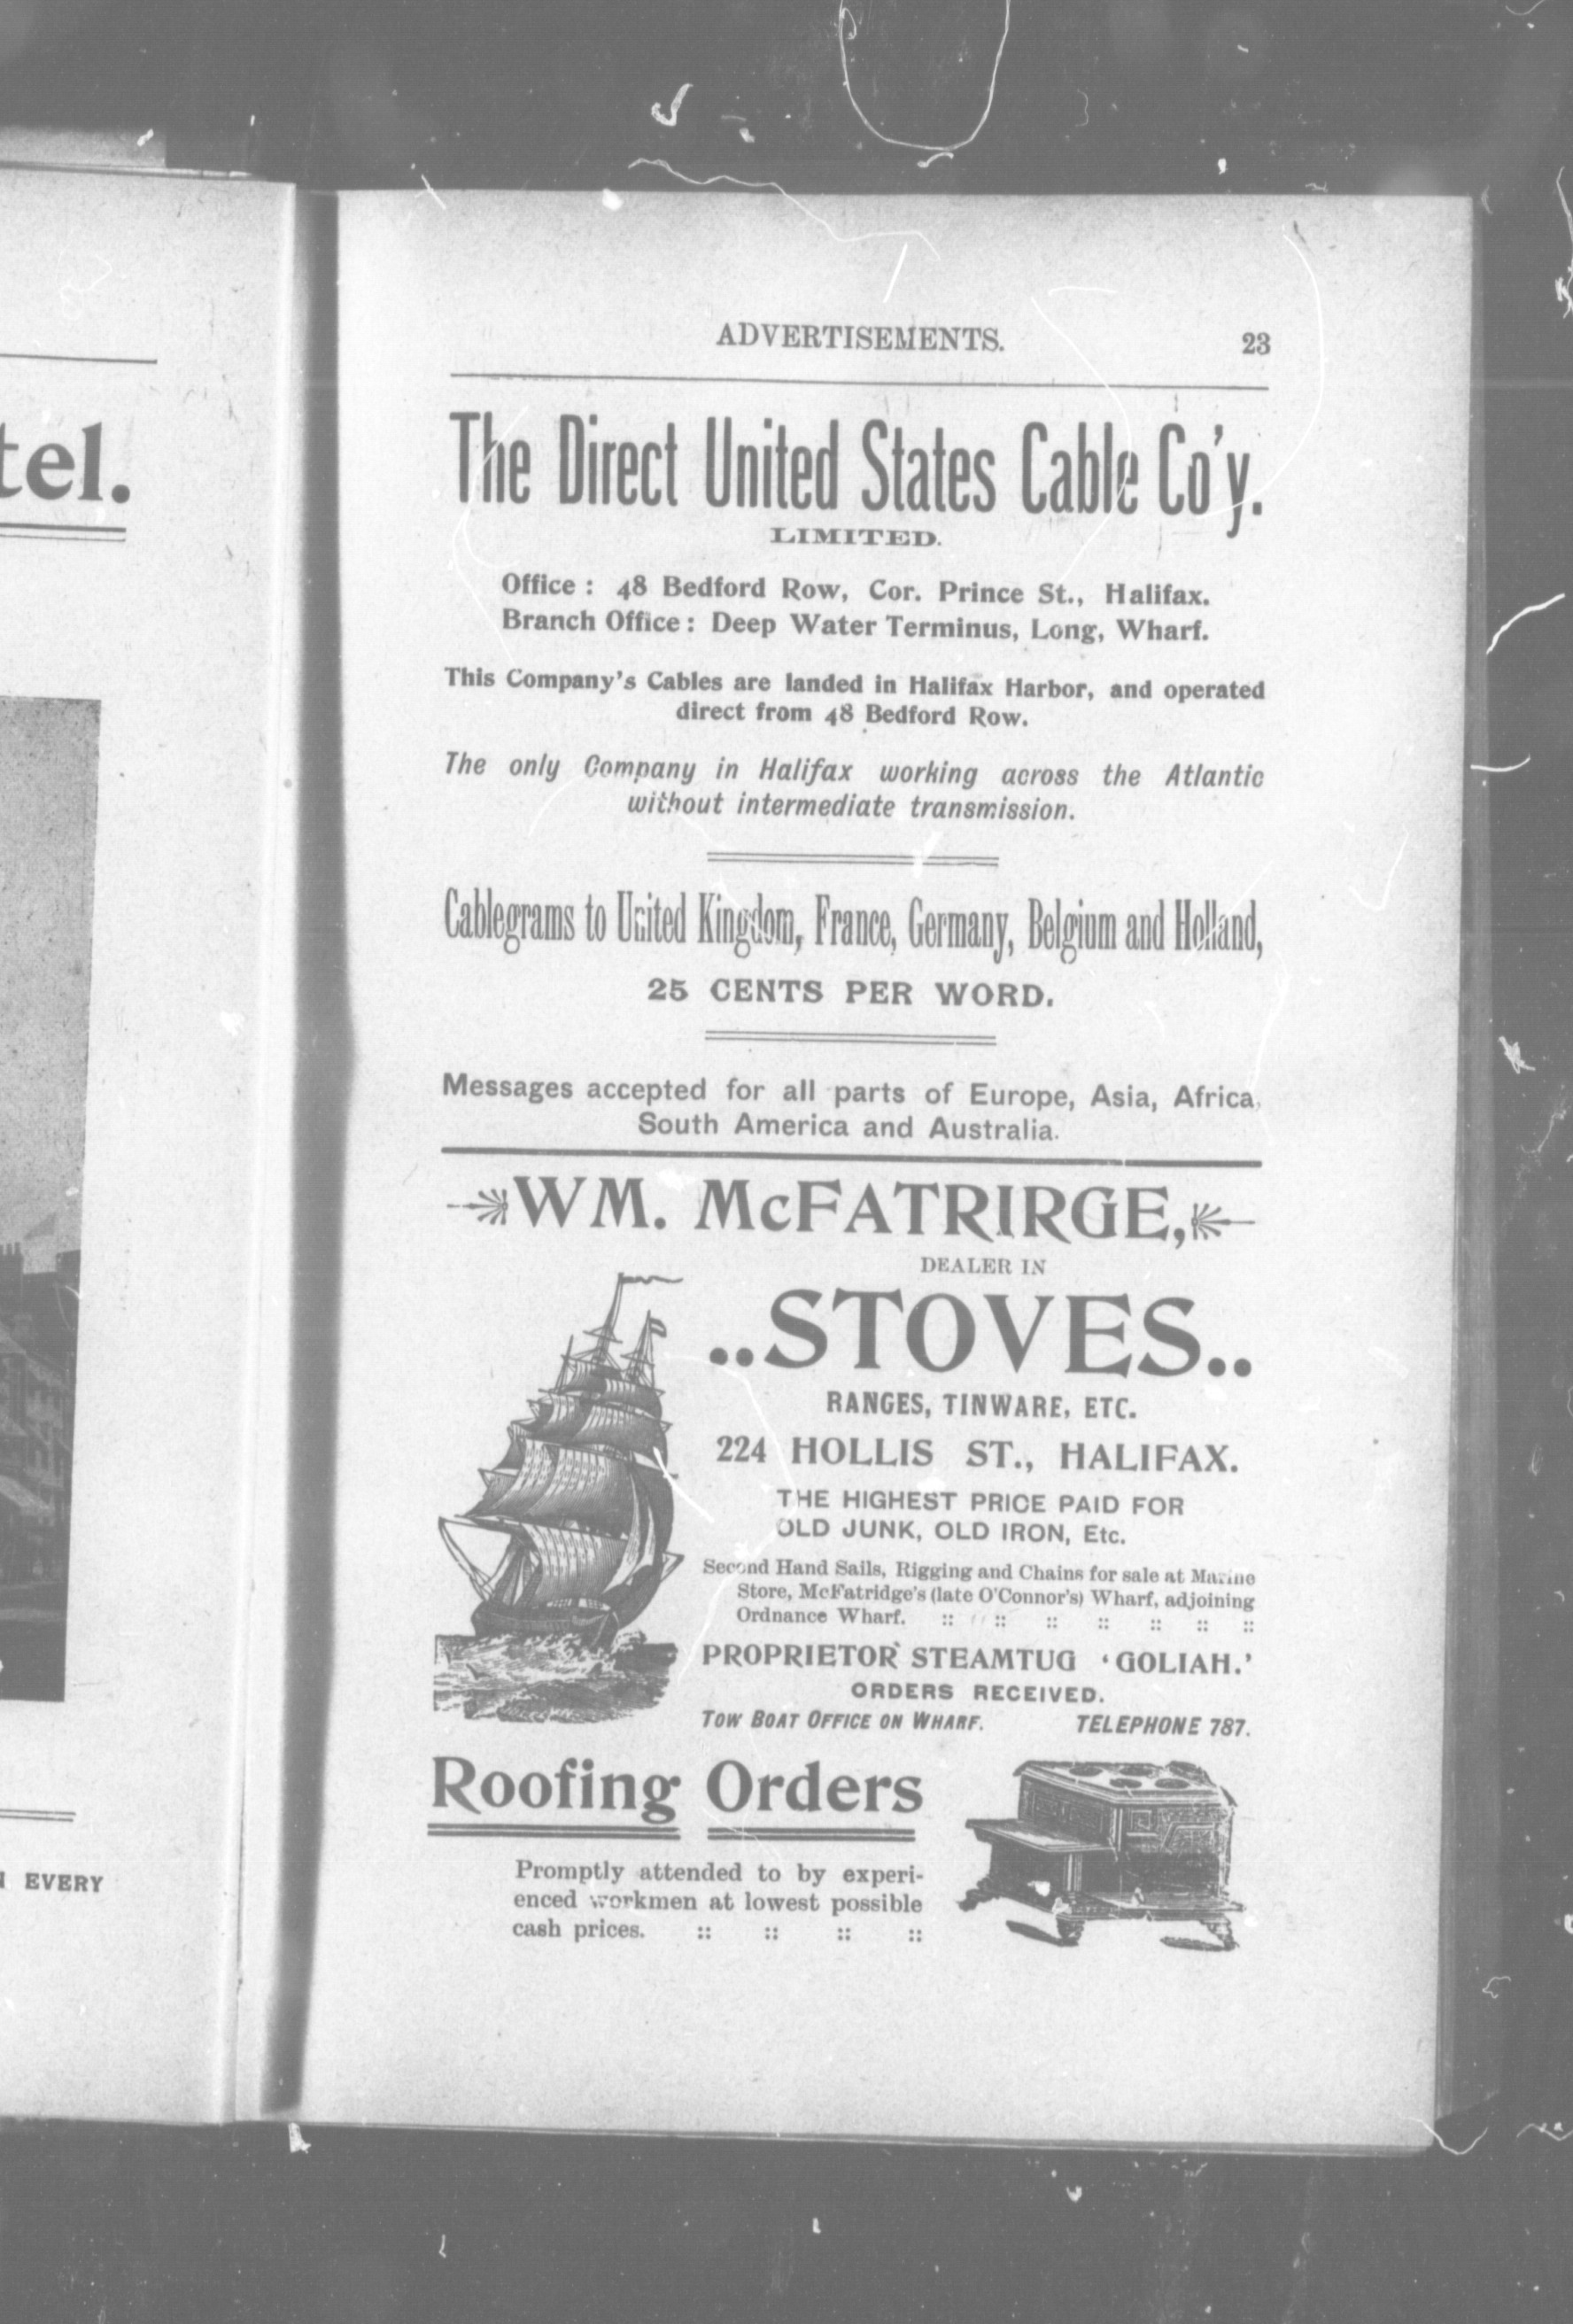 tel.
EVERY
ADVERTISEMENTS. 23
The Direct United States Cable Co'y.
LIMITED.
Office : 48 Bedford Row, Cor. Prince St., Halifax.
Branch Office : Deep Water Terminus, Long, Wharf.
This Company's Cables are landed in Halifax Harbor, and operated
direct from 48 Bedford Row.
The only Company in Halifax working across the Atlantic
without intermediate transmission.
Cablegrams to United Kingdom, France, Germany, Belgium and Holland,
25 CENTS PER WORD.
Messages accepted for all parts of Europe, Asia, Africa,
South America and Australia.
WM. McFATRIRGE,
DEALER IN
..STOVES..
RANGES, TINWARE, ETC.
224 HOLLIS ST., HALIFAX.
THE HIGHEST PRICE PAID FOR
OLD JUNK, OLD IRON, Etc.
Second Hand Sails, Rigging and Chains for sale at Marine
Store, McFatridge's (late O'Connor's) Wharf, adjoining
Ordnance Wharf. :: :: :: :: :: :: ::
PROPRIETOR STEAMTUG 'GOLIAH.'
ORDERS RECEIVED.
TOW BOAT OFFICE ON WHARF. TELEPHONE 787.
Roofing Orders
Promptly attended to by experi-
enced workmen at lowest possible
cash prices. :: :: :: ::